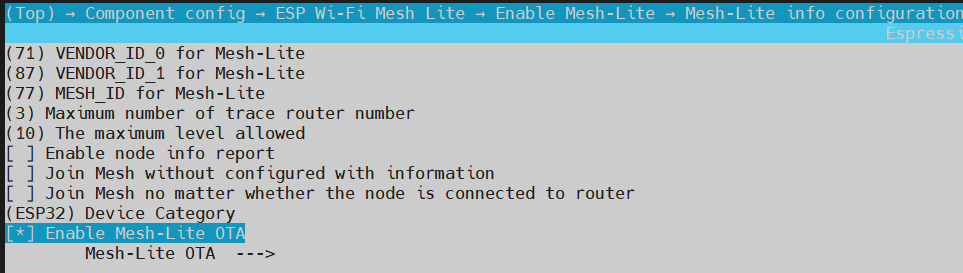 (Top) → Component config → ESP Wi-Fi Mesh Lite → Enable Mesh-Lite → Mesh-Lite info configuration
Espressi
(71) VENDOR_ID_0 for Mesh-Lite
(87) VENDOR_ID_1 for Mesh-Lite
(77) MESH_ID for Mesh-Lite
(3) Maximum number of trace router number
(10) The maximum level allowed
[ ] Enable node info report
[ ] Join Mesh without configured with information
[ ] Join Mesh no matter whether the node is connected to router
(ESP32) Device Category
[*] Enable Mesh-Lite OTA
Mesh-Lite OTA --->